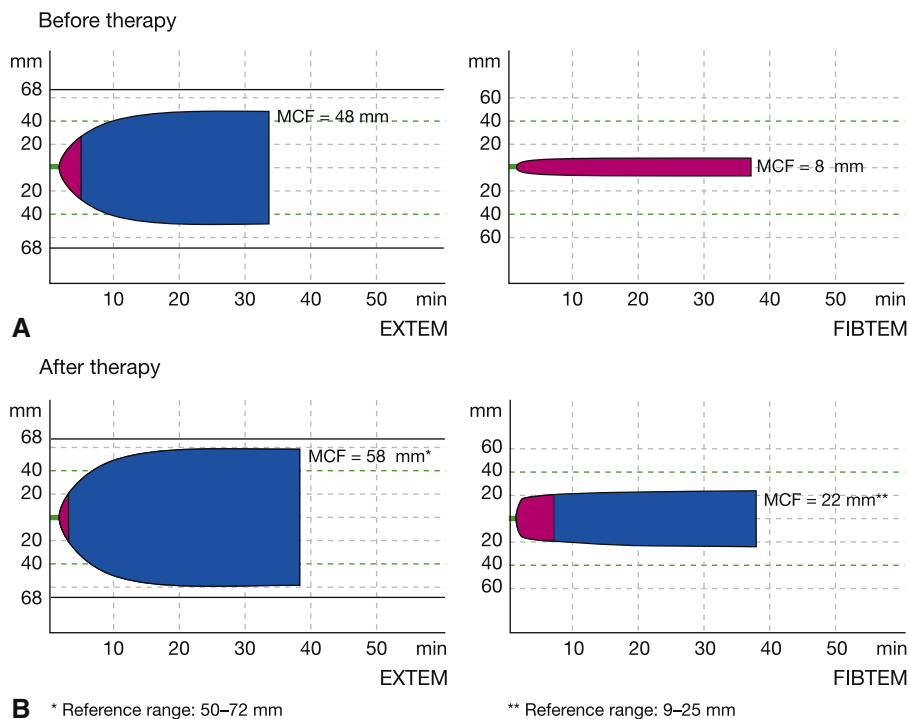 Before therapy
mm
68
40
20
20
40
68
MCF = 48 mm
10 20 30 40 50 min
EXTEM
60
40
20
20
40
60
MCF = 8 mm
10 20 30 40 50 min
FIBTEM
A
After therapy
mm
68
40
20
20
40
68
MCF = 58 mm*
10 20 30 40 50 min
EXTEM
mm
60
40
20
20
40
60
MCF = 22 mm**
10 20 30 40 50 min
FIBTEM
B * Reference range: 50–72 mm
** Reference range: 9–25 mm